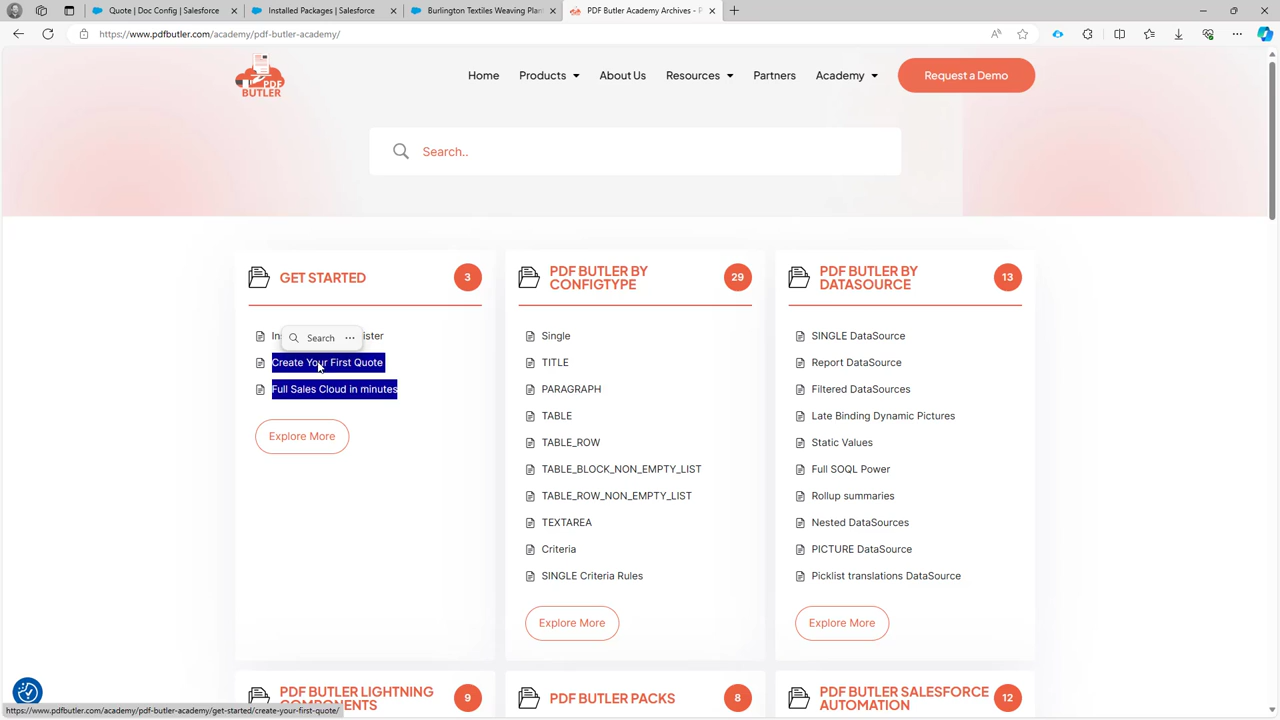 Quote | Doc Config | Salesforce
Installed Packages | Salesforce
Burlington Textiles Weaving Plan
PDF Butler Academy Archives - P
https://www.pdfbutler.com/academy/pdf-butler-academy/
PDF
BUTLER
Home
Products
About Us
Resources
Partners
Academy
Request a Demo
Search..
GET STARTED
3
ister
Search
Create Your First Quote
Full Sales Cloud in minutes
Explore More
PDF BUTLER BY
CONFIGTYPE
29
Single
TITLE
PARAGRAPH
TABLE
TABLE_ROW
TABLE_BLOCK_NON_EMPTY_LIST
TABLE_ROW_NON_EMPTY_LIST
TEXTAREA
Criteria
SINGLE Criteria Rules
Explore More
PDF BUTLER BY
DATASOURCE
13
SINGLE DataSource
Report DataSource
Filtered DataSources
Late Binding Dynamic Pictures
Static Values
Full SOQL Power
Rollup summaries
Nested DataSources
PICTURE DataSource
Picklist translations DataSource
Explore More
PDF BUTLER LIGHTNING
COMPONENTS
9
PDF BUTLER PACKS
8
PDF BUTLER SALESFORCE
AUTOMATION
12
https://www.pdfbutler.com/academy/pdf-butler-academy/get-started/create-your-first-quote/